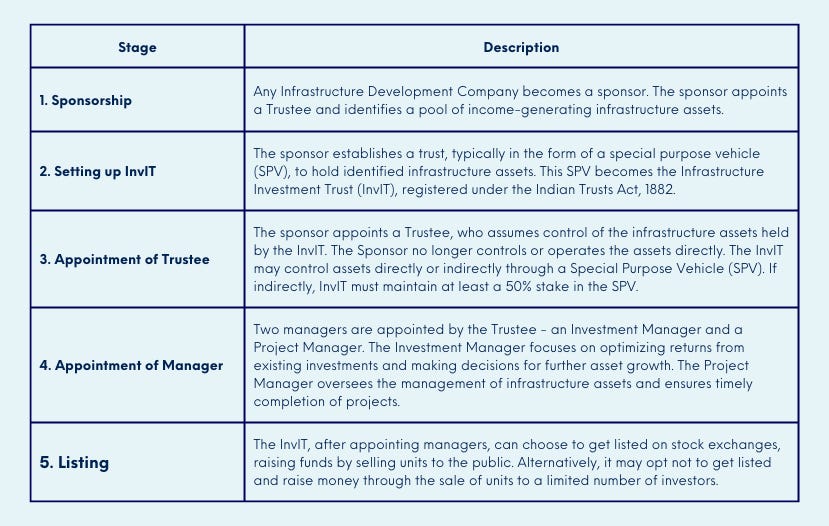 Stage
Description
1. Sponsorship
Any Infrastructure Development Company becomes a sponsor. The sponsor appoints
a Trustee and identifies a pool of income-generating infrastructure assets.
2. Setting up InvIT
The sponsor establishes a trust, typically in the form of a special purpose vehicle
(SPV), to hold identified infrastructure assets. This SPV becomes the Infrastructure
Investment Trust (InvIT), registered under the Indian Trusts Act, 1882.
3. Appointment of Trustee
The sponsor appoints a Trustee, who assumes control of the infrastructure assets held
by the InvIT. The Sponsor no longer controls or operates the assets directly. The InvIT
may control assets directly or indirectly through a Special Purpose Vehicle (SPV). If
indirectly, InvIT must maintain at least a 50% stake in the SPV.
4. Appointment of Manager
Two managers are appointed by the Trustee - an Investment Manager and a
Project Manager. The Investment Manager focuses on optimizing returns from
existing investments and making decisions for further asset growth. The Project
Manager oversees the management of infrastructure assets and ensures timely
completion of projects.
5. Listing
The InvIT, after appointing managers, can choose to get listed on stock exchanges,
raising funds by selling units to the public. Alternatively, it may opt not to get listed
and raise money through the sale of units to a limited number of investors.